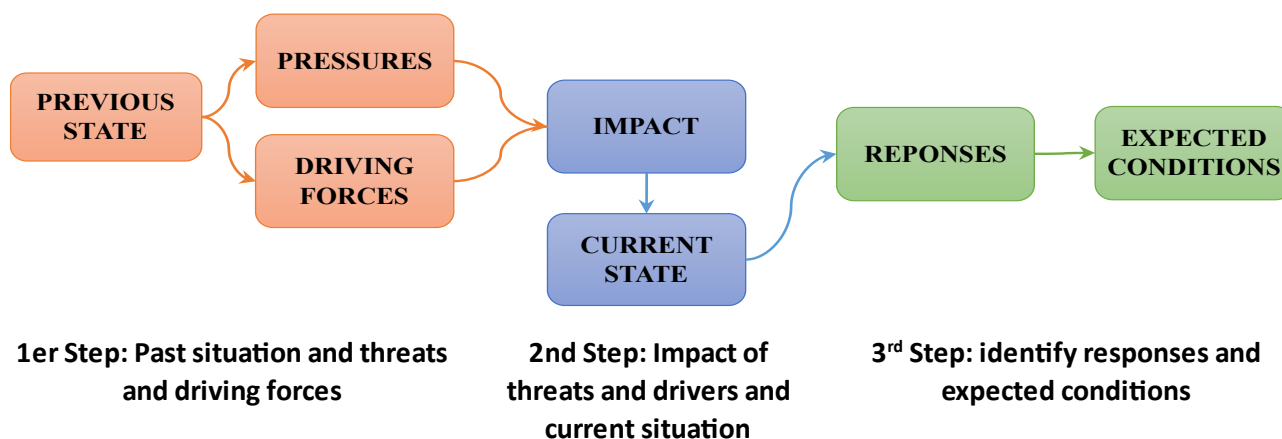 PREVIOUS
STATE
PRESSURES
DRIVING
FORCES
IMPACT
CURRENT
STATE
REPONSES
EXPECTED
CONDITIONS
1er Step: Past situation and threats
and driving forces
2nd Step: Impact of
threats and drivers and
current situation
3rd Step: identify responses and
expected conditions